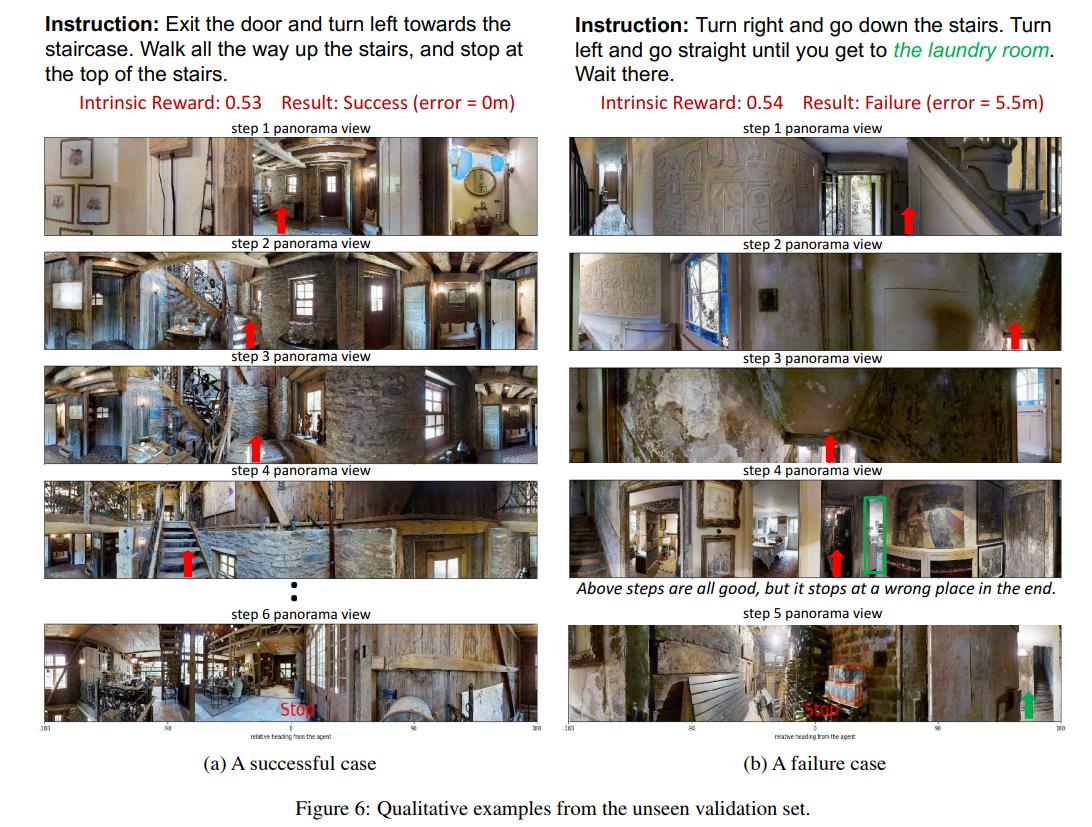 Instruction: Exit the door and turn left towards the
staircase. Walk all the way up the stairs, and stop at
the top of the stairs.
Intrinsic Reward: 0.53 Result: Success (error = 0m)
step 1 panorama view
step 2 panorama view
step 3 panorama view
step 4 panorama view
step 6 panorama view
Stop
-180 -90 0 90 180
relative heading from the agent
(a) A successful case
Instruction: Turn right and go down the stairs. Turn
left and go straight until you get to the laundry room.
Wait there.
Intrinsic Reward: 0.54 Result: Failure (error = 5.5m)
step 1 panorama view
step 2 panorama view
step 3 panorama view
step 4 panorama view
Above steps are all good, but it stops at a wrong place in the end.
step 5 panorama view
Stop
-180 -90 0 90 180
relative heading from the agent
(b) A failure case
Figure 6: Qualitative examples from the unseen validation set.